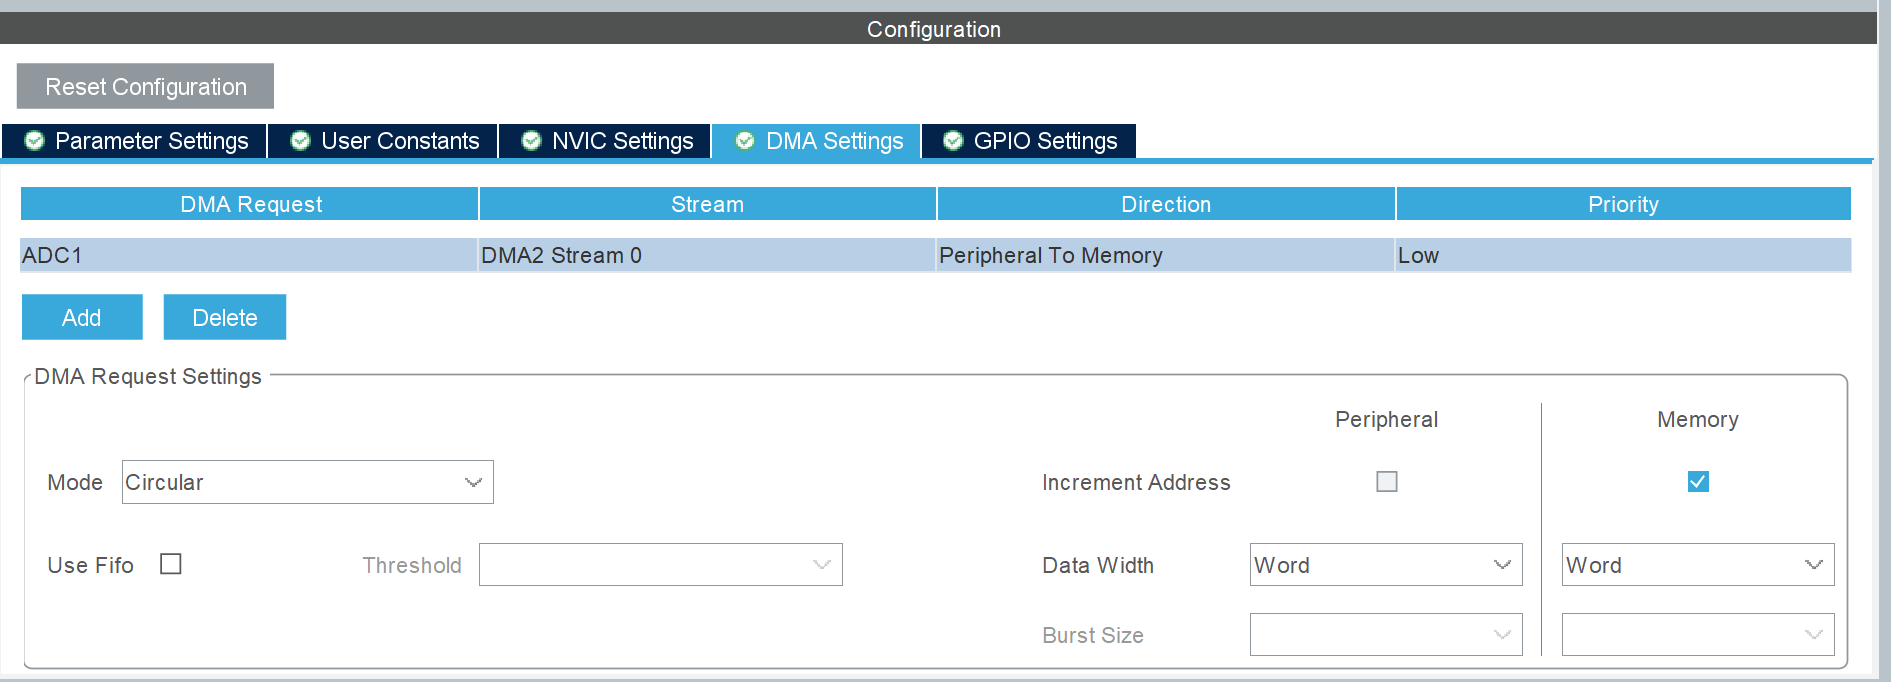 Configuration
Reset Configuration
Parameter Settings User Constants NVIC Settings DMA Settings GPIO Settings
DMA Request Stream Direction Priority
ADC1 DMA2 Stream 0 Peripheral To Memory Low
Add Delete
DMA Request Settings
Peripheral Memory
Mode Circular Increment Address
Use Fifo Threshold Data Width Word Word
Burst Size